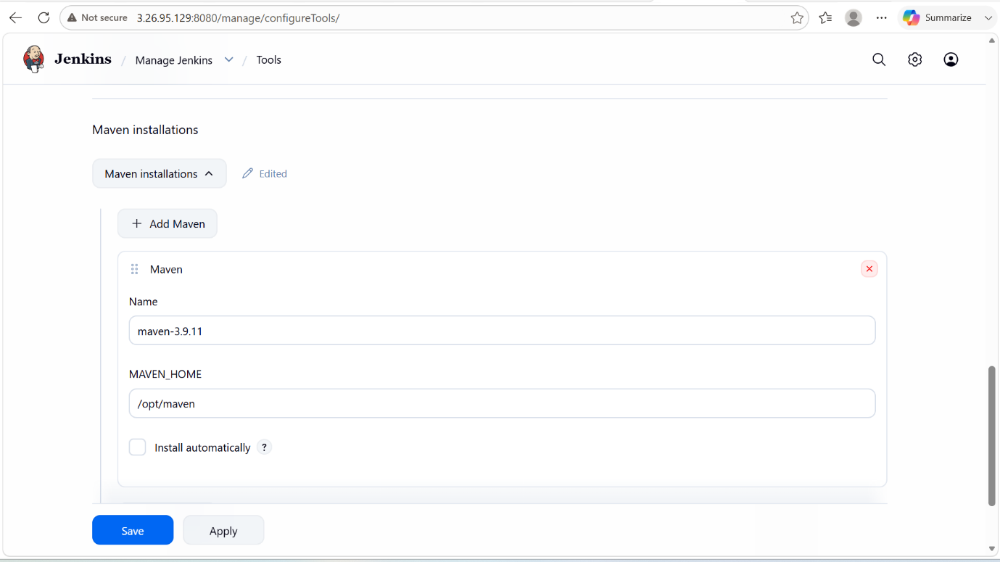 Not secure 3.26.95.129:8080/manage/configureTools/ Summarize
Jenkins / Manage Jenkins / Tools
Maven installations
Maven installations Edited
+ Add Maven
Maven
Name
maven-3.9.11
MAVEN_HOME
/opt/maven
Install automatically ?
Save Apply